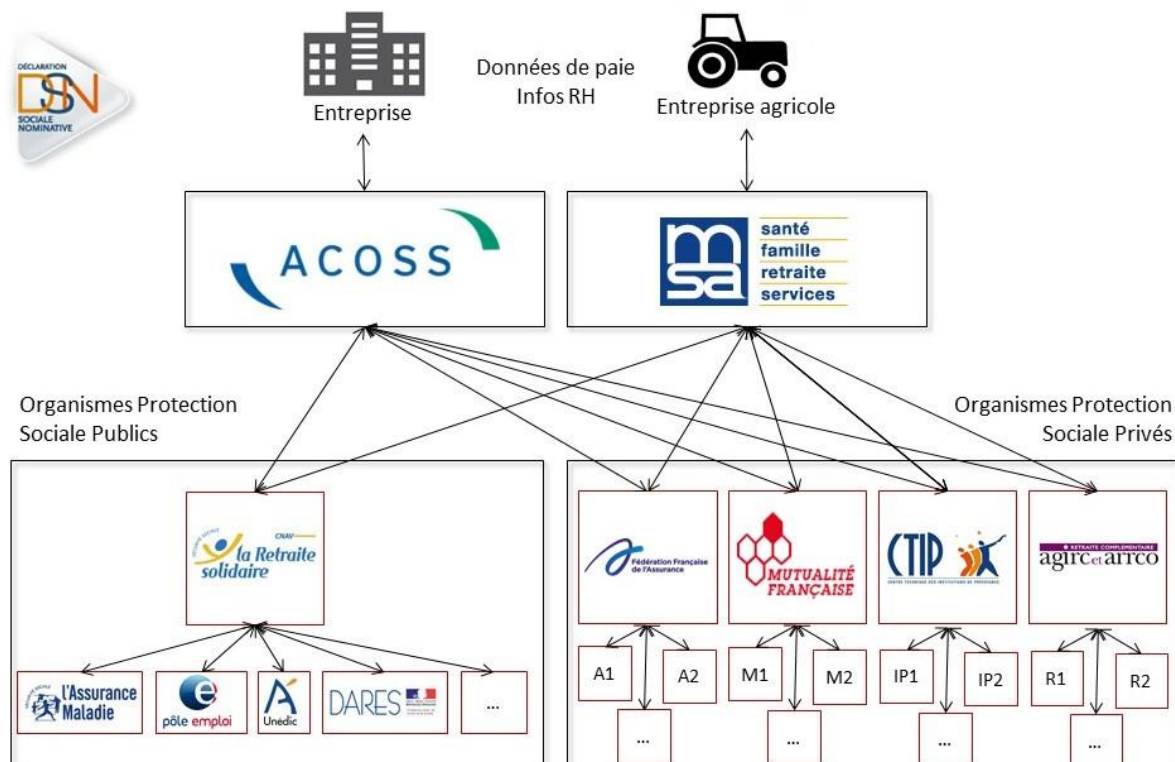 DÉCLARATION
DSN
SOCIALE
NOMINATIVE
Entreprise
Données de paie
Infos RH
Entreprise agricole
ACOSS
msa
santé
famille
retraite
services
Organismes Protection
Sociale Publics
Organismes Protection
Sociale Privés
CNAV
la Retraite
solidaire
Fédération Française
de l'Assurance
MUTUALITÉ
FRANÇAISE
CTIP
CENTRE TECHNIQUE DES INSTITUTIONS DE PRÉVOYANCE
RETRAITE COMPLÉMENTAIRE
agirc et arrco
l'Assurance
Maladie
pôle emploi
Unédic
DARES
...
A1
A2
...
M1
M2
...
IP1
IP2
...
R1
R2
...